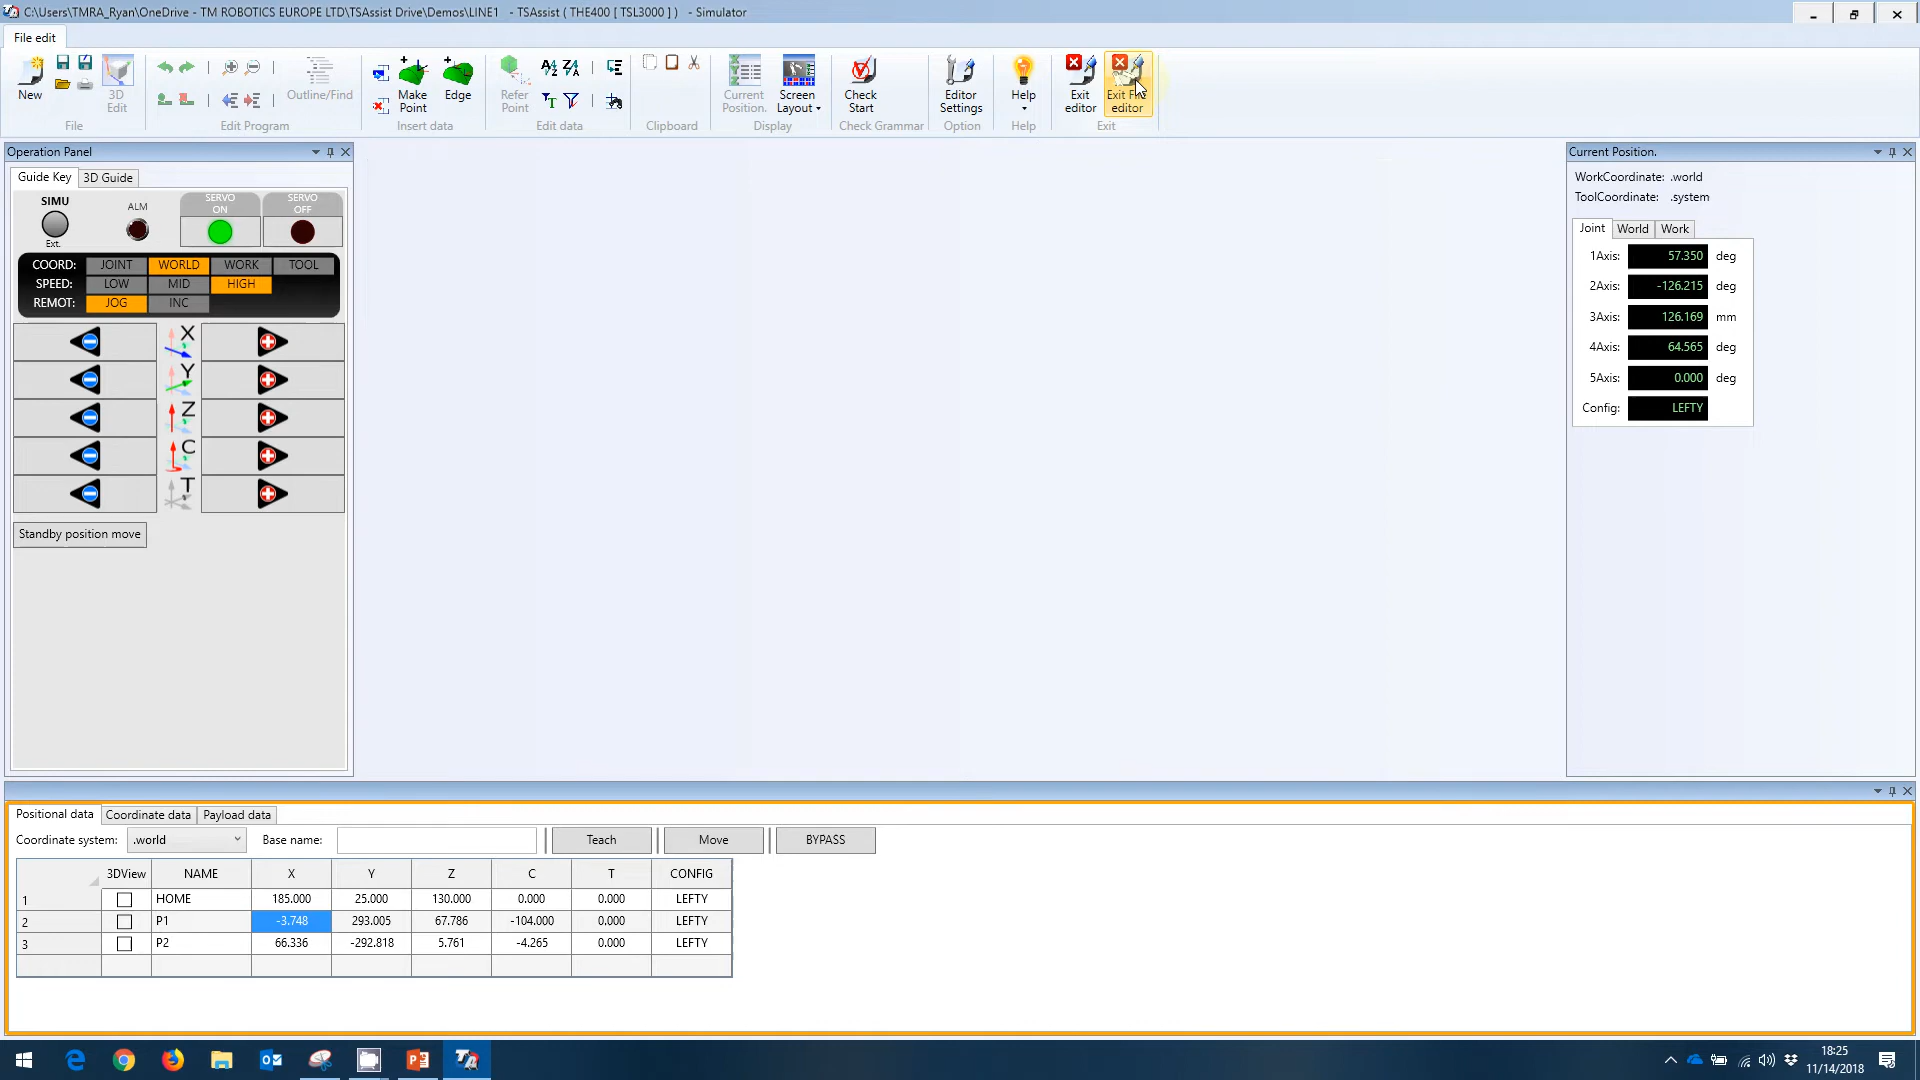 C:\Users\TMRA_Ryan\OneDrive - TM ROBOTICS EUROPE LTD\TSAssist Drive\Demos\LINE1 - TSAssist ( THE400 [ TSL3000 ] ) - Simulator
File edit
New
3D Edit
Outline/Find
Make Point
Edge
Refer Point
Current Position.
Screen Layout
Check Start
Editor Settings
Help
Exit editor
Exit File editor
File
Edit Program
Insert data
Edit data
Clipboard
Display
Check Grammar
Option
Help
Exit
Operation Panel
Guide Key
3D Guide
SIMU
Ext.
ALM
SERVO ON
SERVO OFF
COORD: JOINT WORLD WORK TOOL
SPEED: LOW MID HIGH
REMOT: JOG INC
X
Y
Z
C
T
Standby position move
Current Position.
WorkCoordinate: .world
ToolCoordinate: .system
Joint World Work
1Axis: 57.350 deg
2Axis: -126.215 deg
3Axis: 126.169 mm
4Axis: 64.565 deg
5Axis: 0.000 deg
Config: LEFTY
Positional data Coordinate data Payload data
Coordinate system: .world Base name: Teach Move BYPASS
3DView NAME X Y Z C T CONFIG
1 HOME 185.000 25.000 130.000 0.000 0.000 LEFTY
2 P1 -3.748 293.005 67.786 -104.000 0.000 LEFTY
3 P2 66.336 -292.818 5.761 -4.265 0.000 LEFTY
18:25
11/14/2018